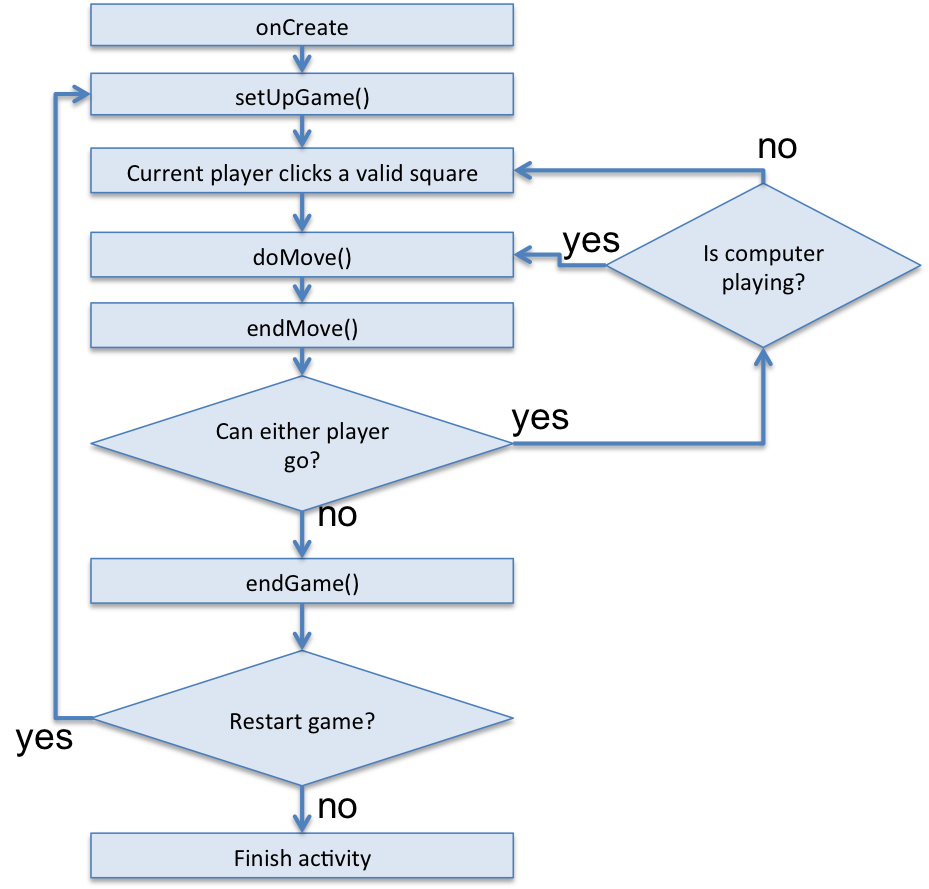 onCreate
setUpGame()
no
Current player clicks a valid square
yes
doMove()
Is computer
playing?
endMove()
yes
Can either player
go?
no
endGame()
Restart game?
yes
no
Finish activity